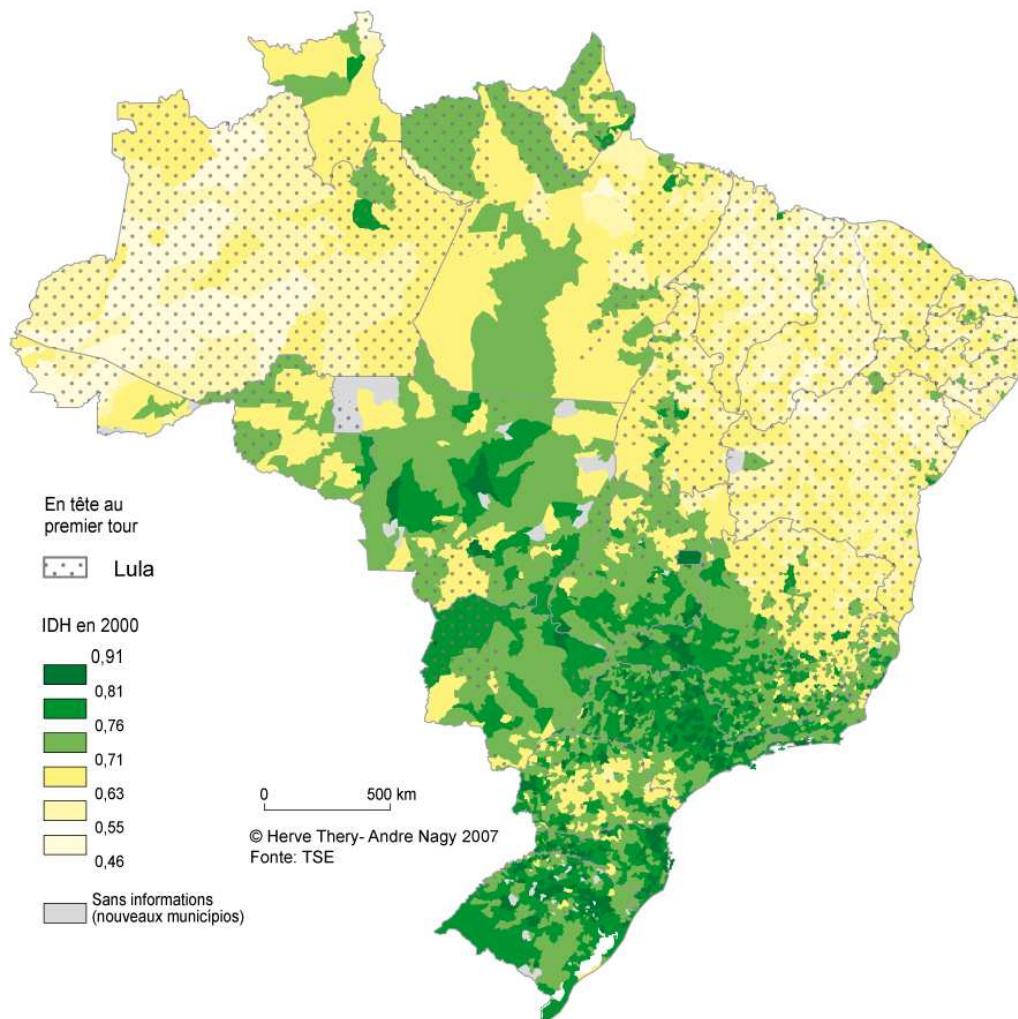 En tête au
premier tour
Lula
IDH en 2000
0,91
0,81
0,76
0,71
0,63
0,55
0,46
Sans informations
(nouveaux municípios)
0 500 km
© Herve Thery- Andre Nagy 2007
Fonte: TSE